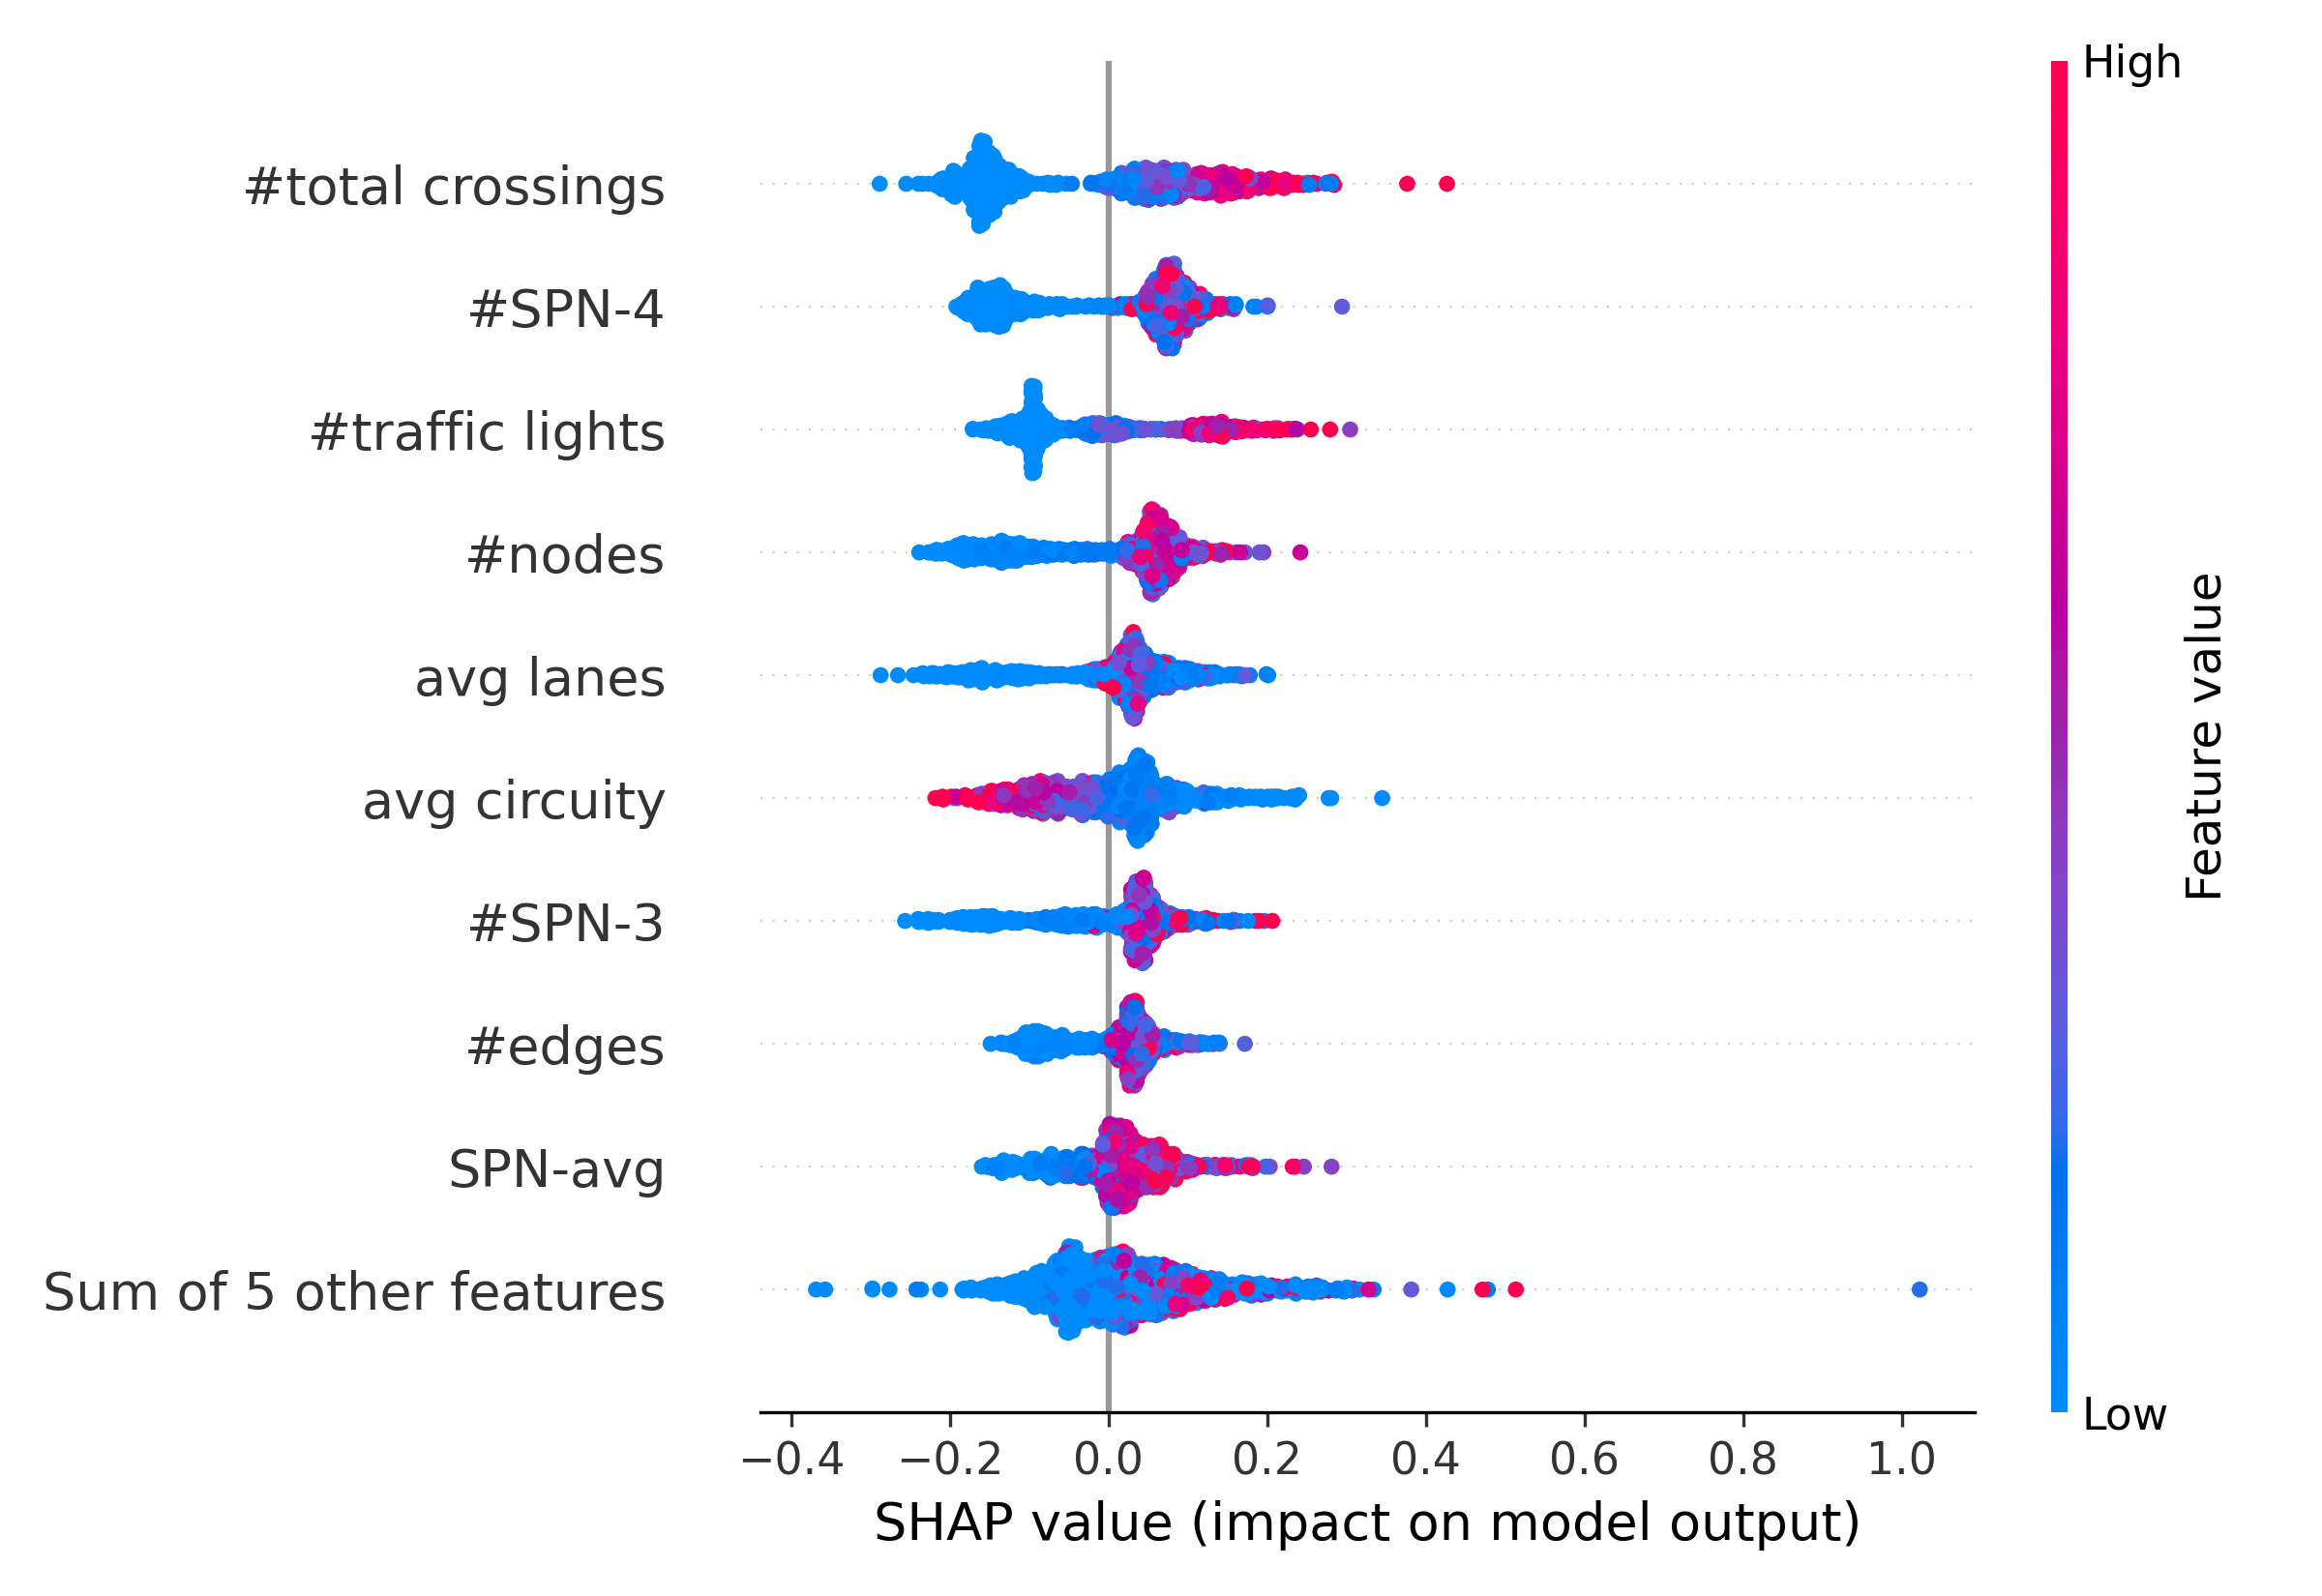 High
#total crossings
#SPN-4
#traffic lights
#nodes
avg lanes
avg circuity
#SPN-3
#edges
SPN-avg
Sum of 5 other features
Feature value
Low
−0.4 −0.2 0.0 0.2 0.4 0.6 0.8 1.0
SHAP value (impact on model output)